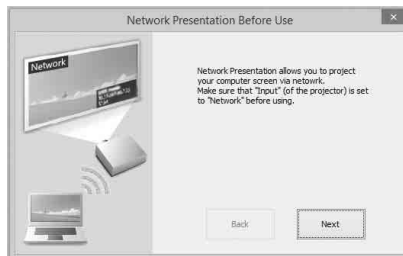 Network Presentation Before Use
Network
Network Presentation allows you to project
your computer screen via netowrk.
Make sure that "Input" (of the projector) is set
to "Network" before using.
Back
Next